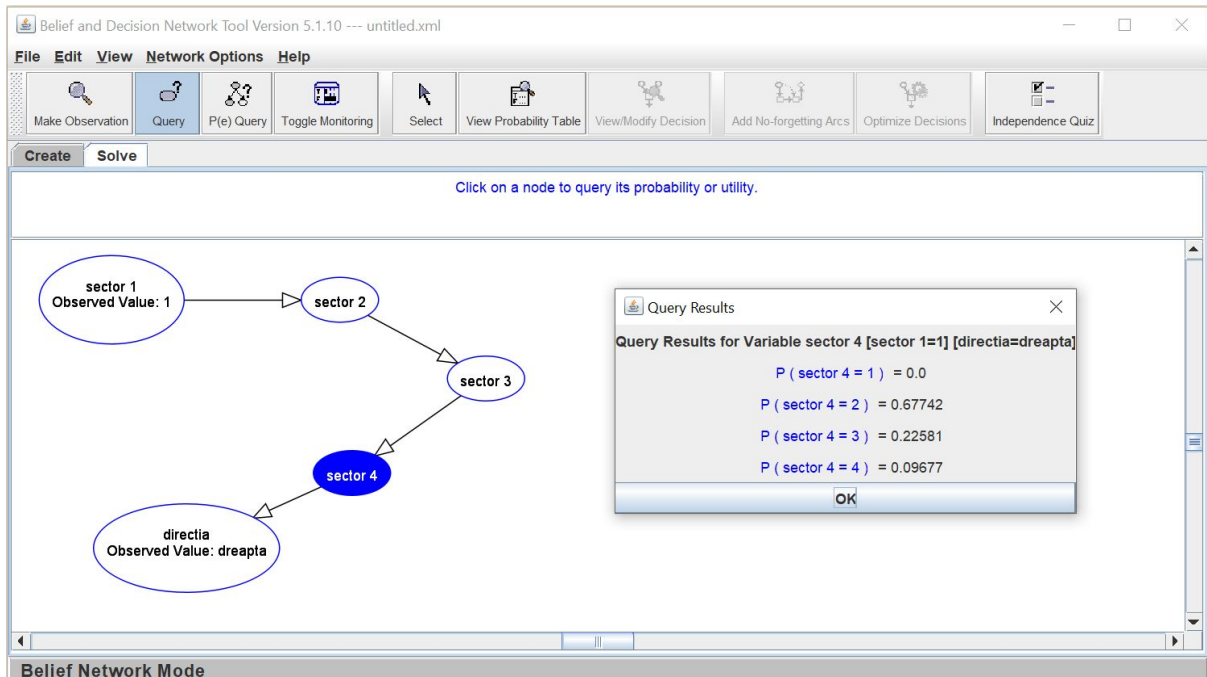 Belief and Decision Network Tool Version 5.1.10 --- untitled.xml
File Edit View Network Options Help
Make Observation Query P(e) Query Toggle Monitoring Select View Probability Table View/Modify Decision Add No-forgetting Arcs Optimize Decisions Independence Quiz
Create Solve
Click on a node to query its probability or utility.
sector 1
Observed Value: 1
sector 2
sector 3
sector 4
directia
Observed Value: dreapta
Query Results
Query Results for Variable sector 4 [sector 1=1] [directia=dreapta]
P ( sector 4 = 1 ) = 0.0
P ( sector 4 = 2 ) = 0.67742
P ( sector 4 = 3 ) = 0.22581
P ( sector 4 = 4 ) = 0.09677
OK
Belief Network Mode